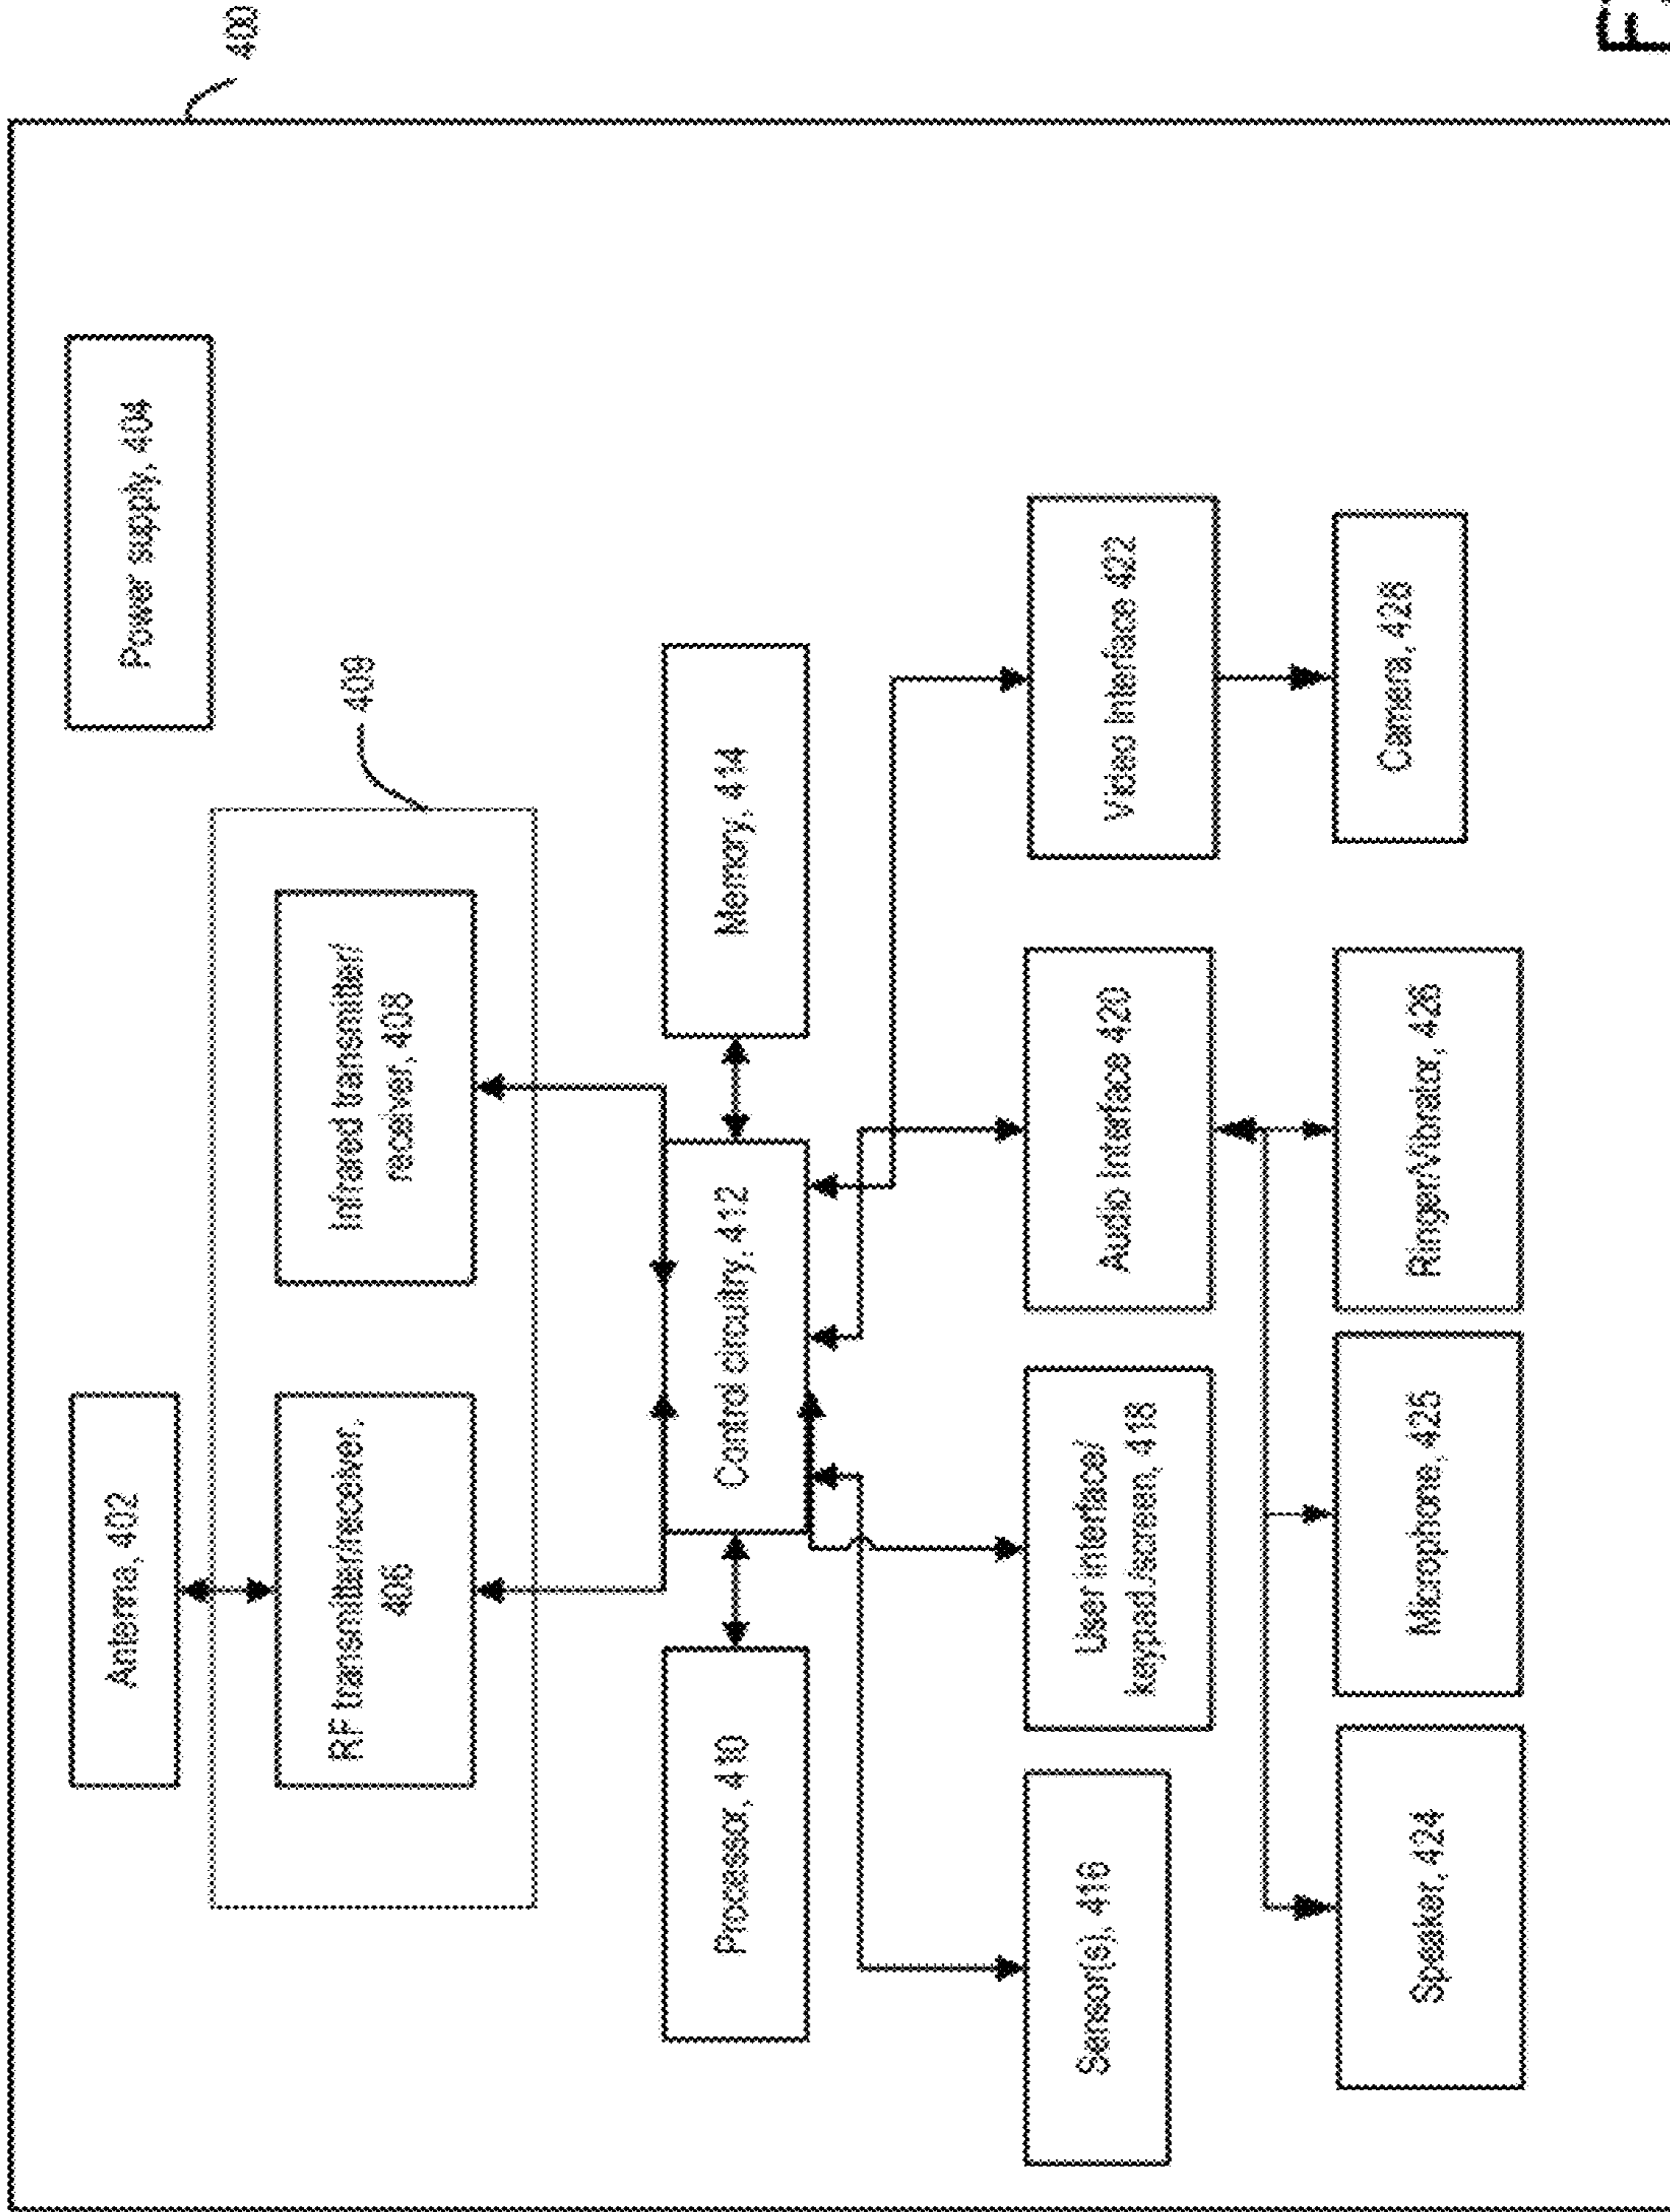 400
Antenna, 402
Power supply, 404
409
RF transmitter/receiver,
406
Infrared transmitter/
receiver, 408
Processor, 410
Control circuitry, 412
Memory, 414
Sensor(s), 416
User interface/
keypad /screen, 418
Audio Interface 420
Video Interface 422
Speaker, 424
Microphone, 425
Ringer/Vibrator, 426
Camera, 428